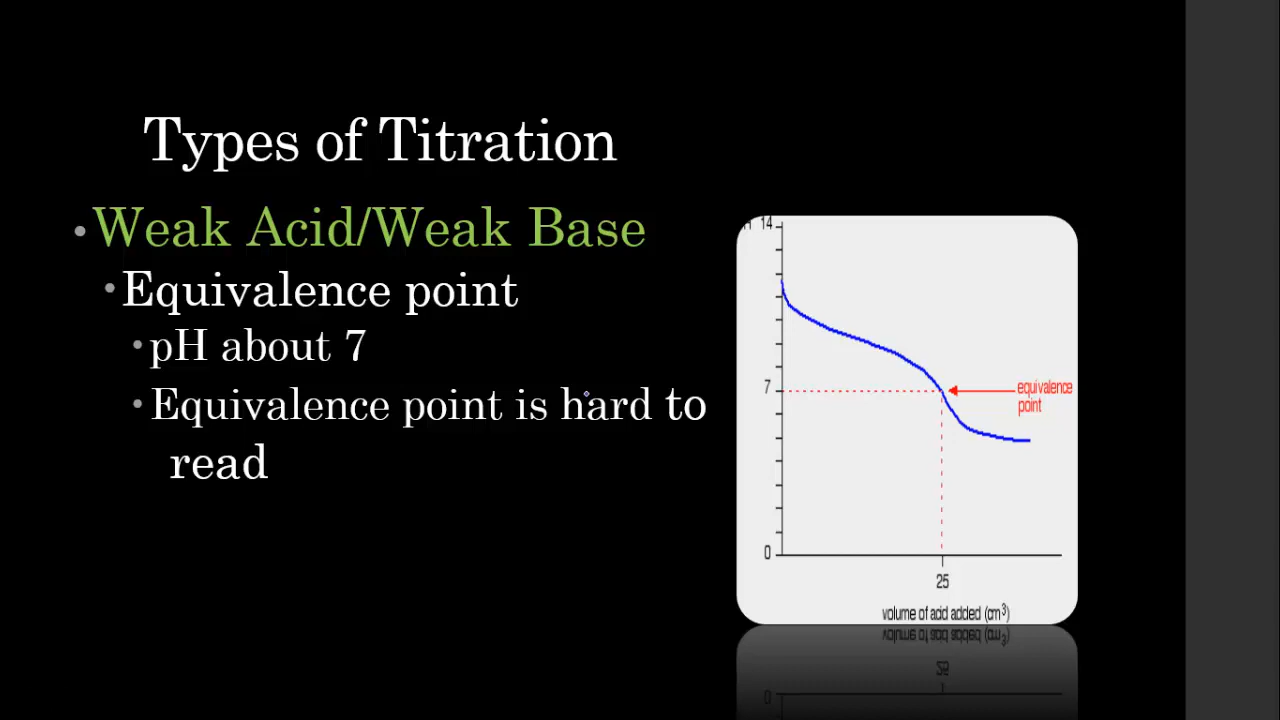 Types of Titration
•Weak Acid/Weak Base
•Equivalence point
•pH about 7
•Equivalence point is hard to
read
14
7
equivalence
point
0
25
volume of acid added (cm³)